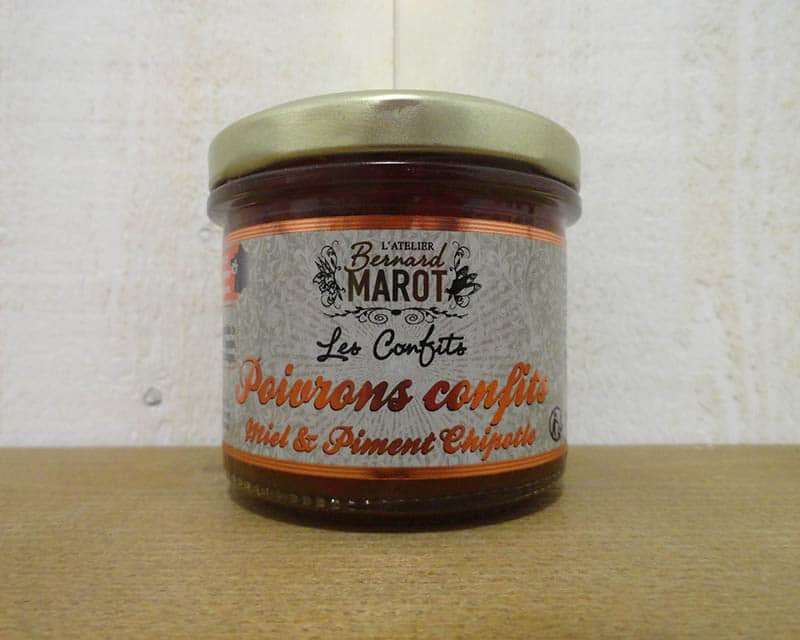 L'ATELIER
Bernard
MAROT
Les Confits
Poivrons confits
Miel & Piment Chipotle